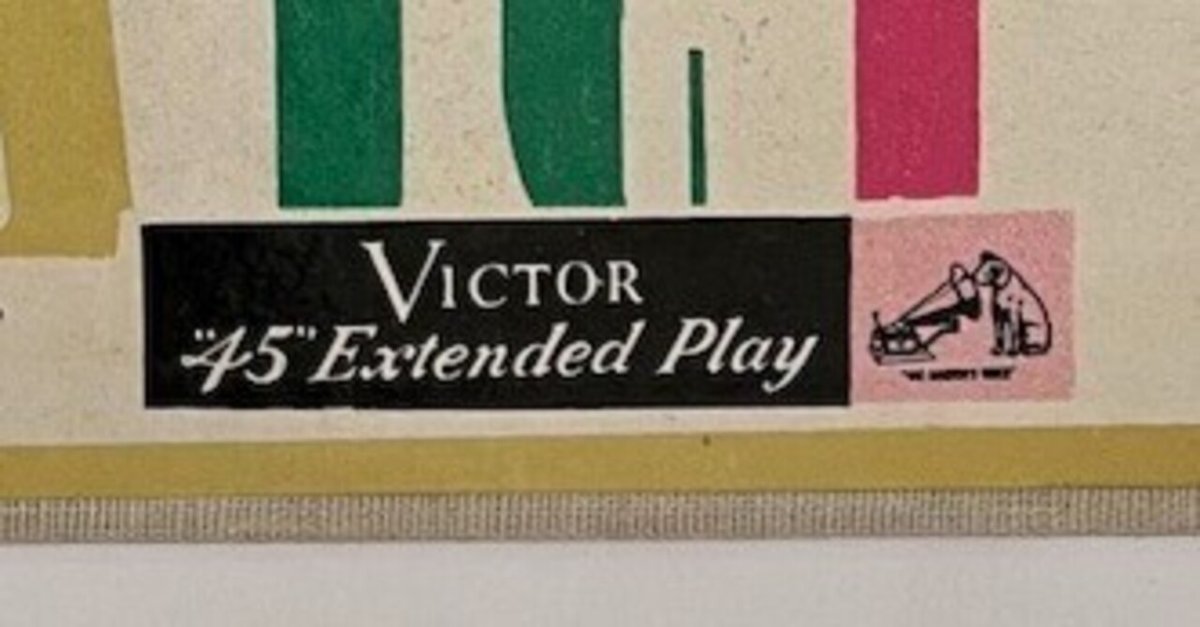 VICTOR
"45" Extended Play